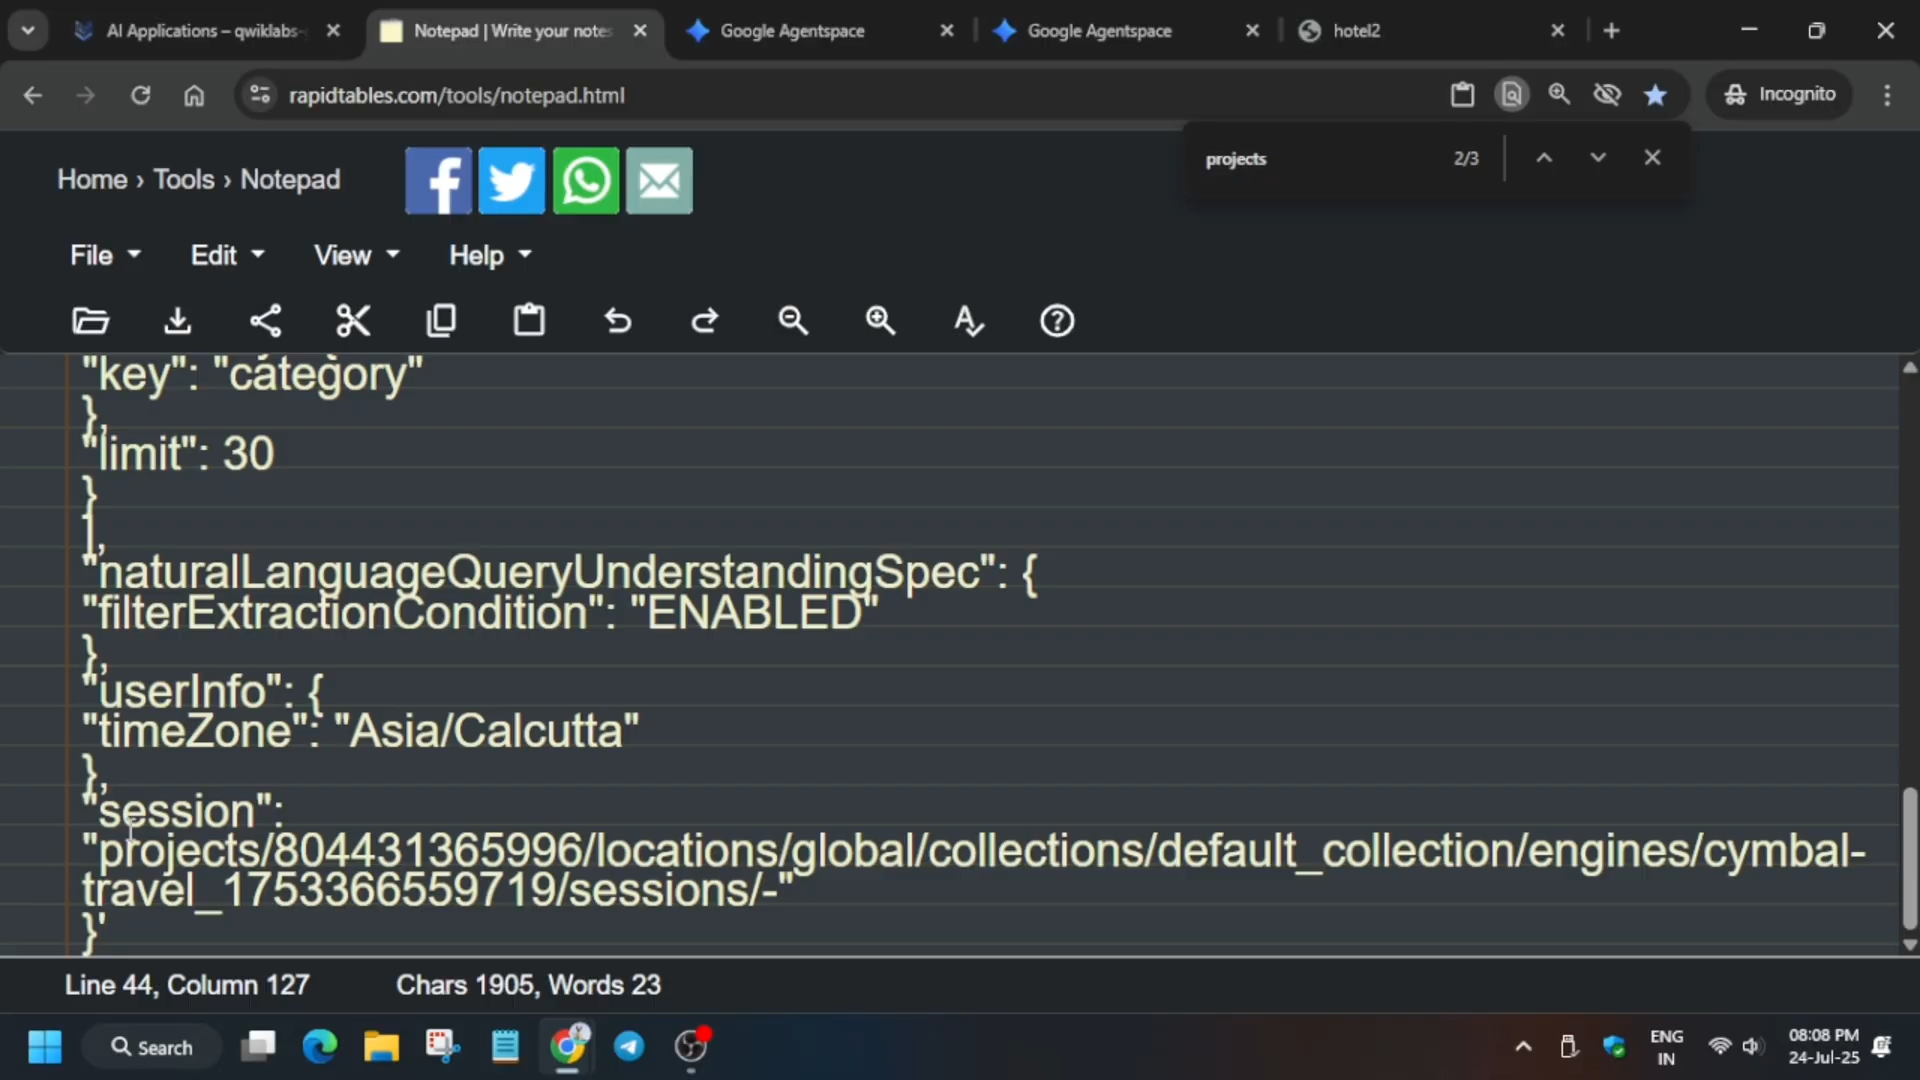 AI Applications – qwiklabs-
Notepad | Write your notes
Google Agentspace
Google Agentspace
hotel2
rapidtables.com/tools/notepad.html
Incognito
projects
2/3
Home › Tools › Notepad
File
Edit
View
Help
"key": "category"
},
"limit": 30
}
],
"naturalLanguageQueryUnderstandingSpec": {
"filterExtractionCondition": "ENABLED"
},
"userInfo": {
"timeZone": "Asia/Calcutta"
},
"session":
"projects/804431365996/locations/global/collections/default_collection/engines/cymbal-
travel_1753366559719/sessions/-"
}'
Line 44, Column 127
Chars 1905, Words 23
Search
ENG
IN
08:08 PM
24-Jul-25